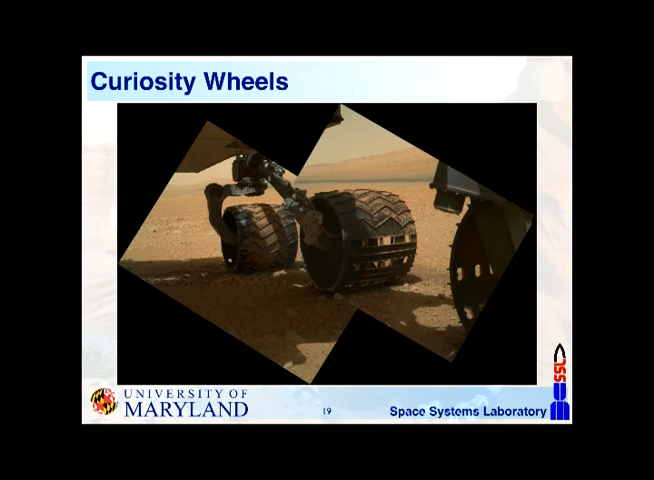 Curiosity Wheels
UNIVERSITY OF
MARYLAND
19
Space Systems Laboratory
SSL